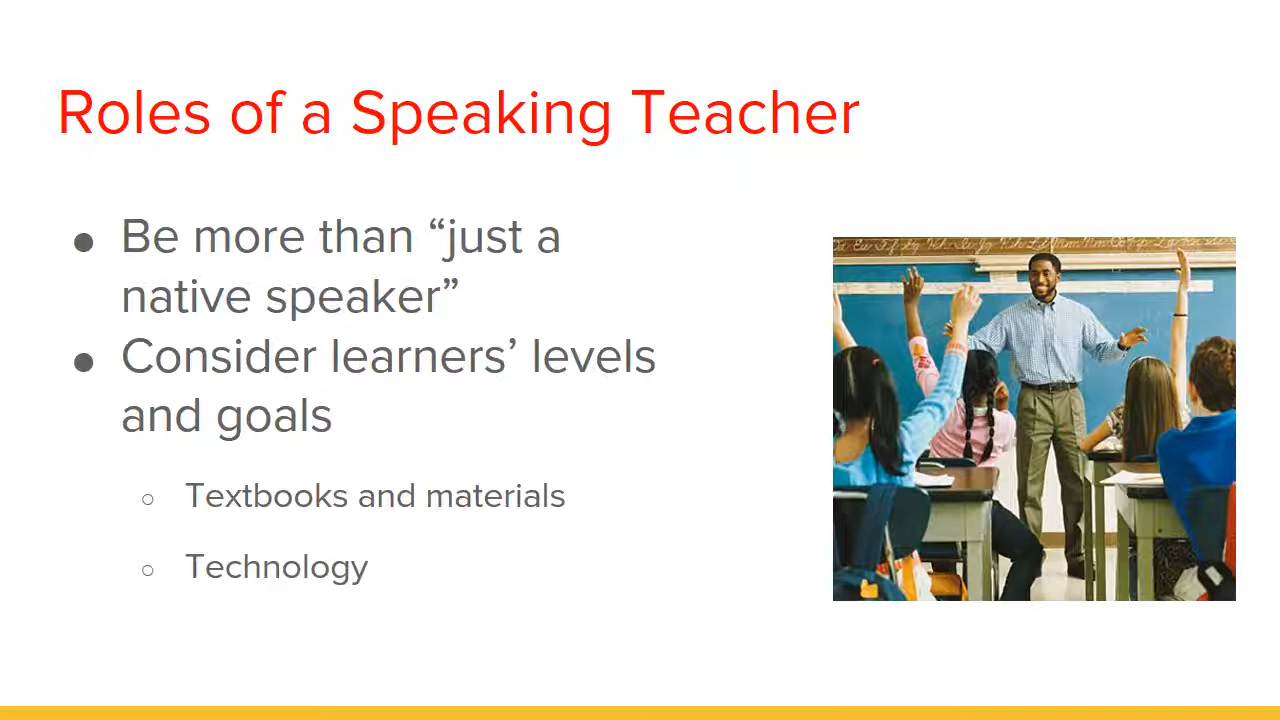 Roles of a Speaking Teacher
● Be more than “just a
native speaker”
● Consider learners’ levels
and goals
○ Textbooks and materials
○ Technology